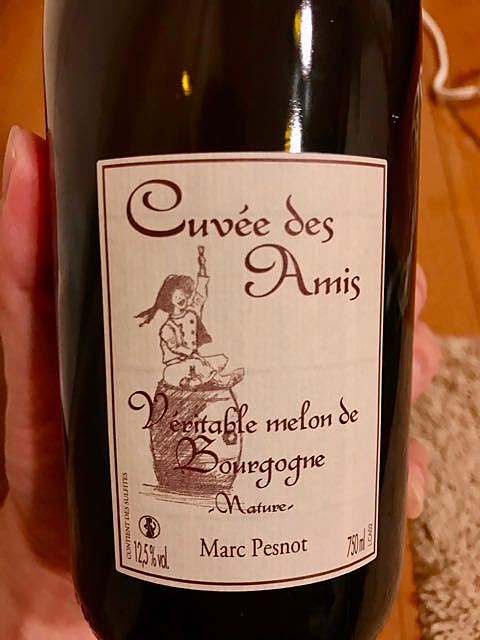 Cuvée des
Amis
Véritable melon de
Bourgogne
-Nature-
CONTIENT DES SULFITES
12,5% vol.
Marc Pesnot
750 ml